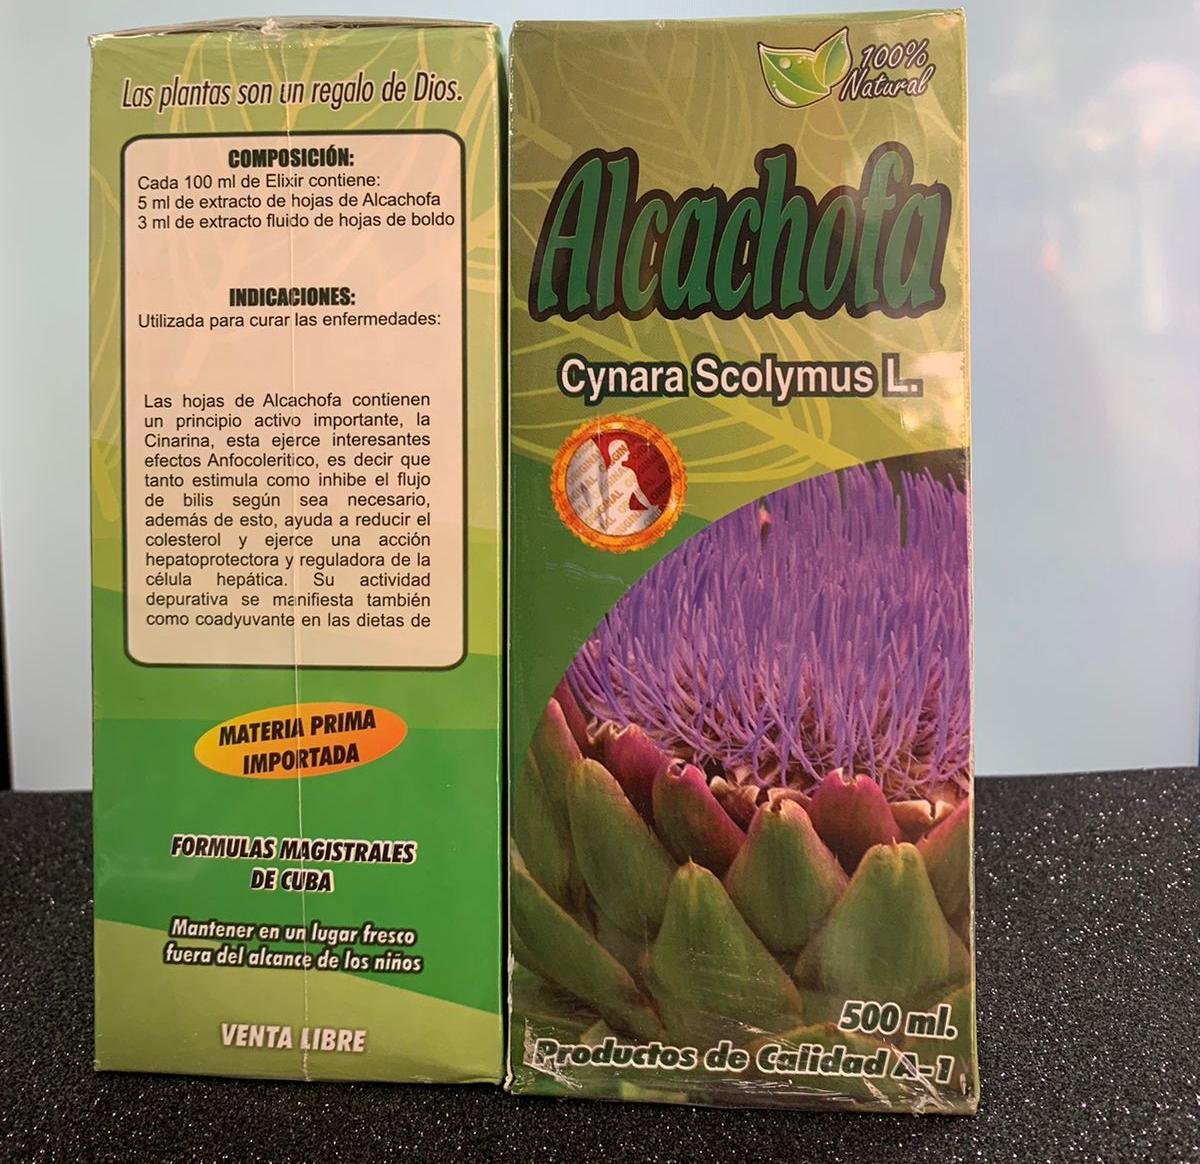 Las plantas son un regalo de Dios.
COMPOSICIÓN:
Cada 100 ml de Elixir contiene:
5 ml de extracto de hojas de Alcachofa
3 ml de extracto fluido de hojas de boldo
INDICACIONES:
Utilizada para curar las enfermedades:
Las hojas de Alcachofa contienen
un principio activo importante, la
Cinarina, esta ejerce interesantes
efectos Anfocoleritico, es decir que
tanto estimula como inhibe el flujo
de bilis según sea necesario,
además de esto, ayuda a reducir el
colesterol y ejerce una acción
hepatoprotectora y reguladora de la
célula hepática. Su actividad
depurativa se manifiesta también
como coadyuvante en las dietas de
MATERIA PRIMA
IMPORTADA
FORMULAS MAGISTRALES
DE CUBA
Mantener en un lugar fresco
fuera del alcance de los niños
VENTA LIBRE
100%
Natural
Alcachofa
Cynara Scolymus L.
ORIGINAL
500 ml.
Productos de Calidad A-1